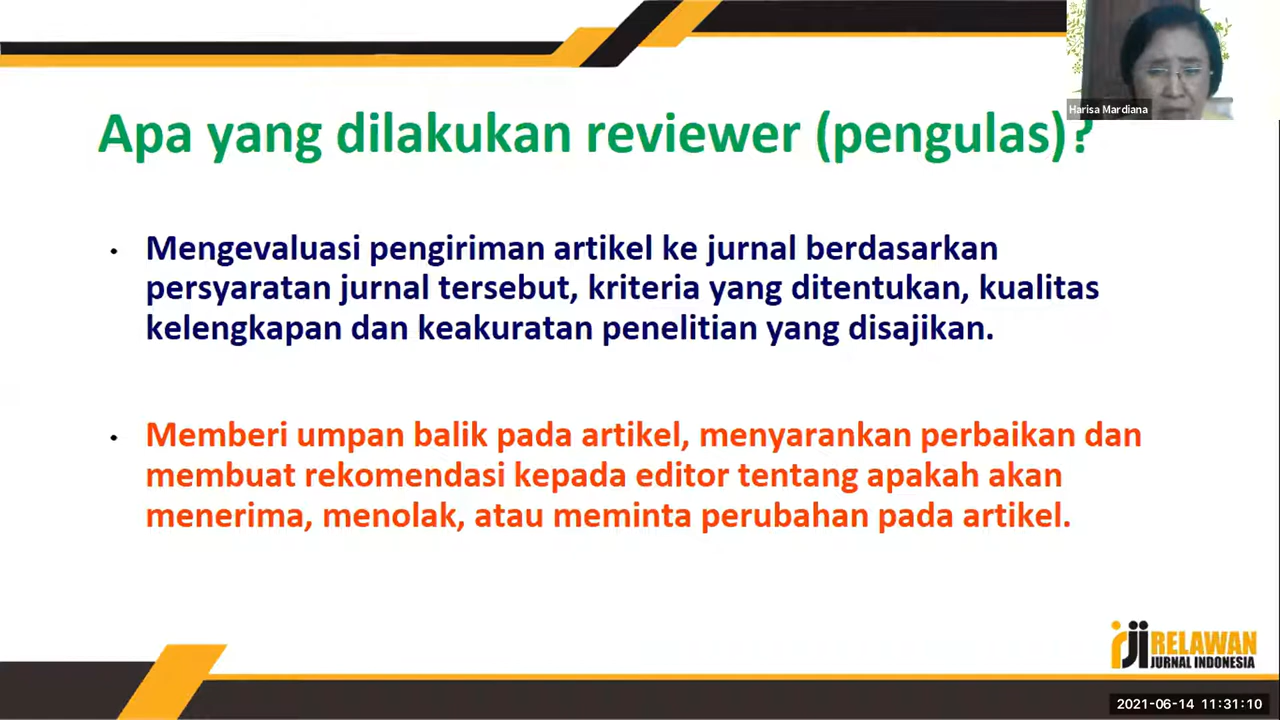 Harisa Mardiana
Apa yang dilakukan reviewer (pengulas)?
• Mengevaluasi pengiriman artikel ke jurnal berdasarkan
persyaratan jurnal tersebut, kriteria yang ditentukan, kualitas
kelengkapan dan keakuratan penelitian yang disajikan.
• Memberi umpan balik pada artikel, menyarankan perbaikan dan
membuat rekomendasi kepada editor tentang apakah akan
menerima, menolak, atau meminta perubahan pada artikel.
rji RELAWAN
JURNAL INDONESIA
2021-06-14 11:31:10